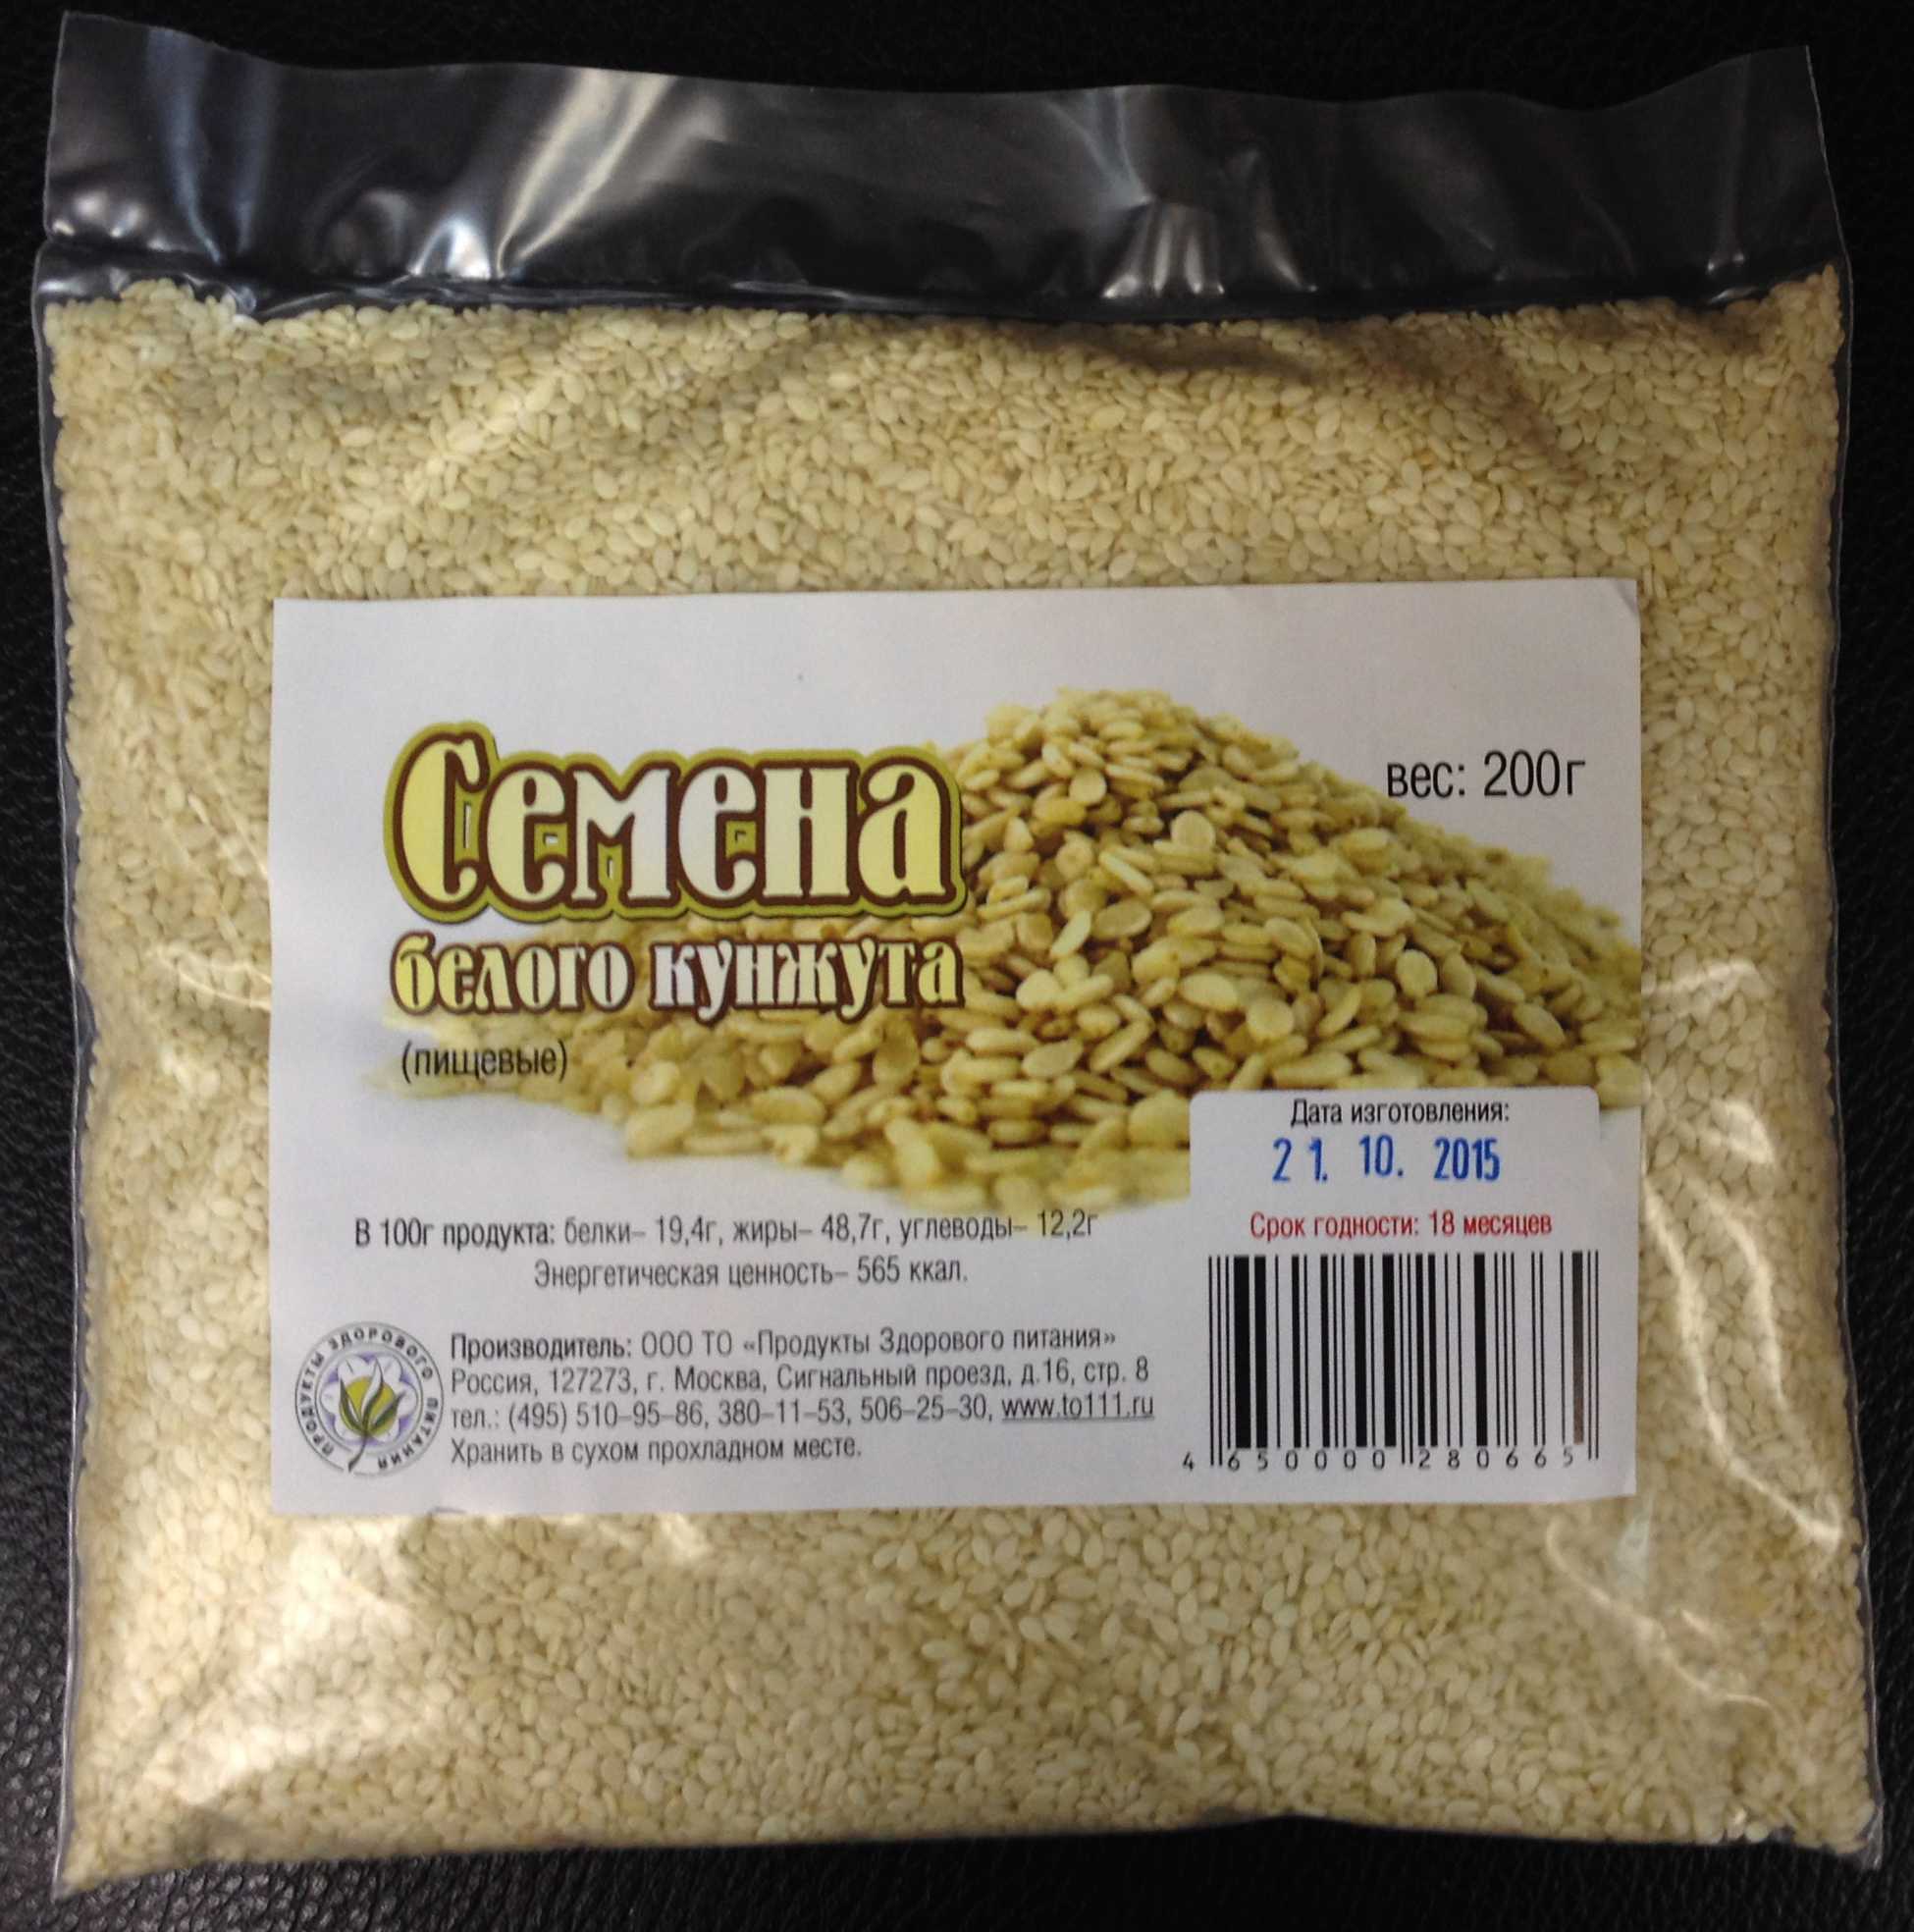 Семена
белого кунжута
(пищевые)
вес: 200г
Дата изготовления:
21. 10. 2015
Срок годности: 18 месяцев
В 100г продукта: белки– 19,4г, жиры– 48,7г, углеводы– 12,2г
Энергетическая ценность– 565 ккал.
ПРОДУКТЫ ЗДОРОВОГО ПИТАНИЯ
Производитель: ООО ТО «Продукты Здорового питания»
Россия, 127273, г. Москва, Сигнальный проезд, д.16, стр. 8
тел.: (495) 510–95–86, 380–11–53, 506–25–30, www.to111.ru
Хранить в сухом прохладном месте.
4 650000 280665